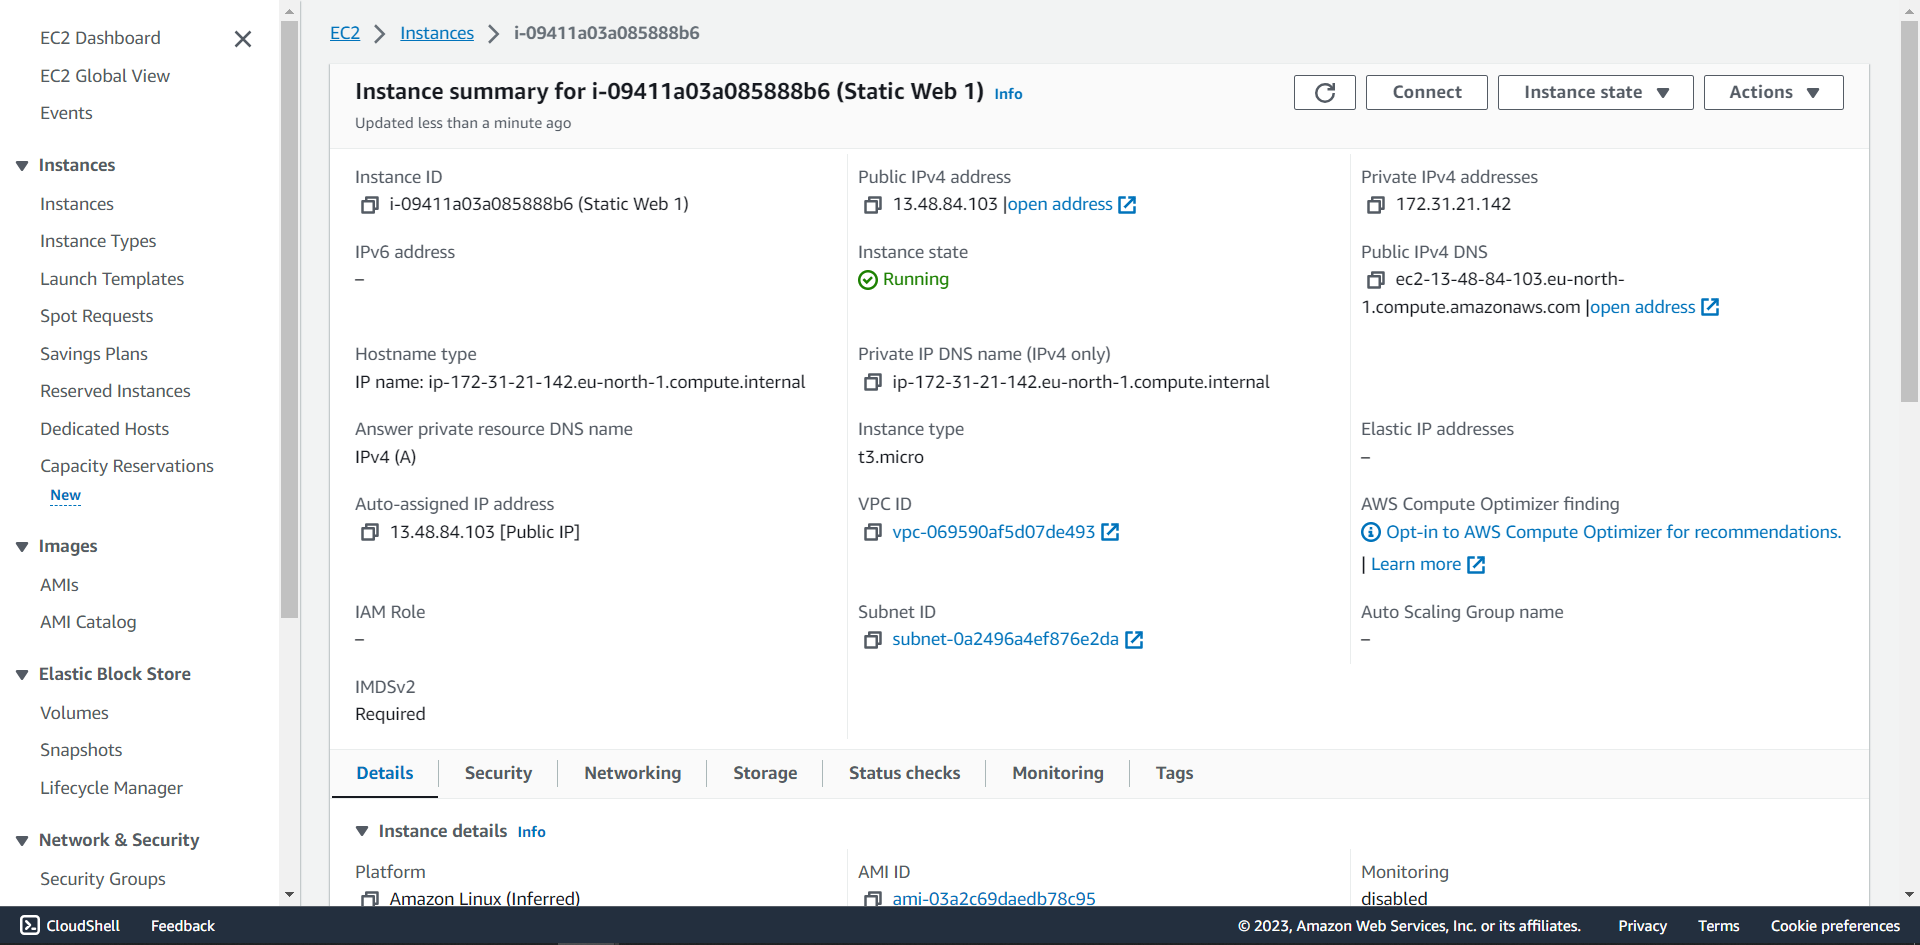 EC2 Dashboard
EC2 Global View
Events
Instances
Instances
Instance Types
Launch Templates
Spot Requests
Savings Plans
Reserved Instances
Dedicated Hosts
Capacity Reservations
New
Images
AMIs
AMI Catalog
Elastic Block Store
Volumes
Snapshots
Lifecycle Manager
Network & Security
Security Groups
EC2 > Instances > i-09411a03a085888b6
Instance summary for i-09411a03a085888b6 (Static Web 1) Info
Updated less than a minute ago
Connect
Instance state
Actions
Instance ID
i-09411a03a085888b6 (Static Web 1)
Public IPv4 address
13.48.84.103 |open address
Private IPv4 addresses
172.31.21.142
IPv6 address
–
Instance state
Running
Public IPv4 DNS
ec2-13-48-84-103.eu-north-
1.compute.amazonaws.com |open address
Hostname type
IP name: ip-172-31-21-142.eu-north-1.compute.internal
Private IP DNS name (IPv4 only)
ip-172-31-21-142.eu-north-1.compute.internal
Answer private resource DNS name
IPv4 (A)
Instance type
t3.micro
Elastic IP addresses
–
Auto-assigned IP address
13.48.84.103 [Public IP]
VPC ID
vpc-069590af5d07de493
AWS Compute Optimizer finding
Opt-in to AWS Compute Optimizer for recommendations.
| Learn more
IAM Role
–
Subnet ID
subnet-0a2496a4ef876e2da
Auto Scaling Group name
–
IMDSv2
Required
Details
Security
Networking
Storage
Status checks
Monitoring
Tags
Instance details Info
Platform
Amazon Linux (Inferred)
AMI ID
ami-03a2c69daedb78c95
Monitoring
disabled
CloudShell
Feedback
© 2023, Amazon Web Services, Inc. or its affiliates.
Privacy
Terms
Cookie preferences